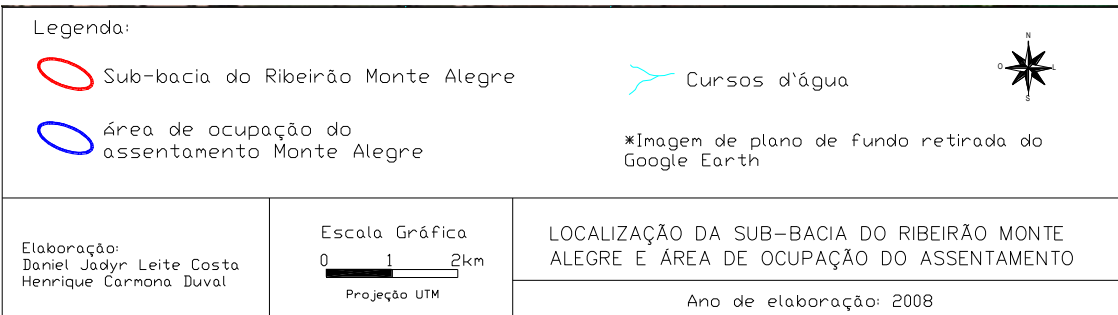 Legenda:
Sub-bacia do Ribeirão Monte Alegre
Área de ocupação do
assentamento Monte Alegre
Cursos d'água
N
O
L
S
*Imagem de plano de fundo retirada do
Google Earth
Elaboração:
Daniel Jadyr Leite Costa
Henrique Carmona Duval
Escala Gráfica
0 1 2km
Projeção UTM
LOCALIZAÇÃO DA SUB-BACIA DO RIBEIRÃO MONTE
ALEGRE E ÁREA DE OCUPAÇÃO DO ASSENTAMENTO
Ano de elaboração: 2008